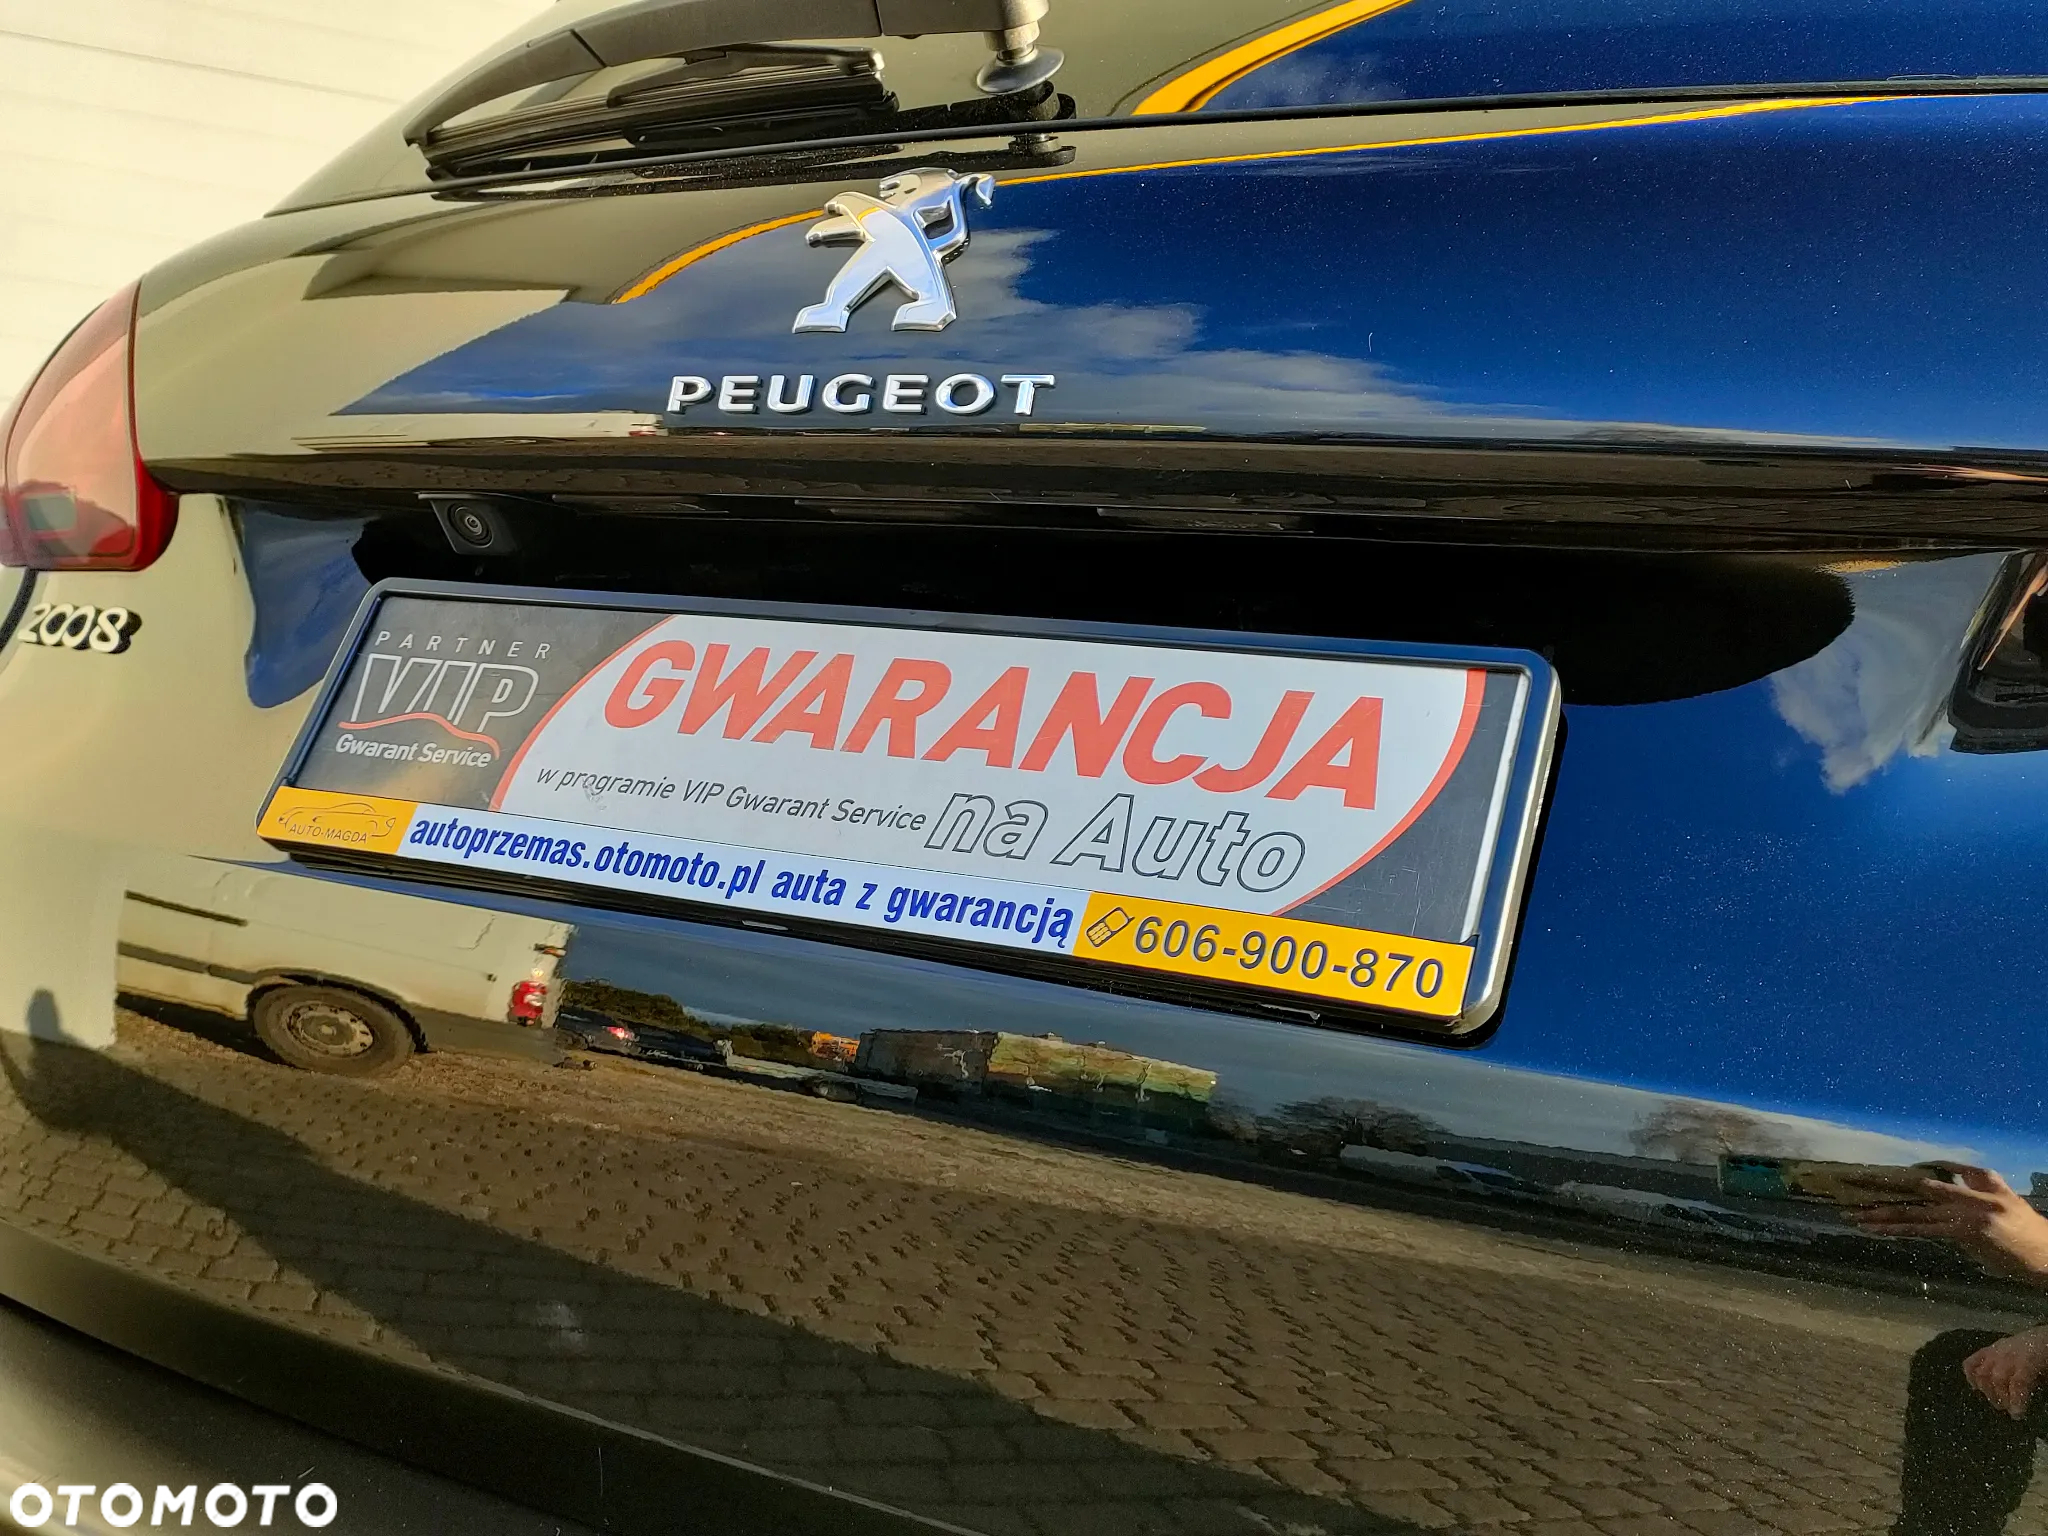 PEUGEOT
2008
PARTNER
VIP
Gwarant Service
GWARANCJA
w programie VIP Gwarant Service
na Auto
AUTO-MAGDA
autoprzemas.otomoto.pl auta z gwarancją
606-900-870
OTOMOTO